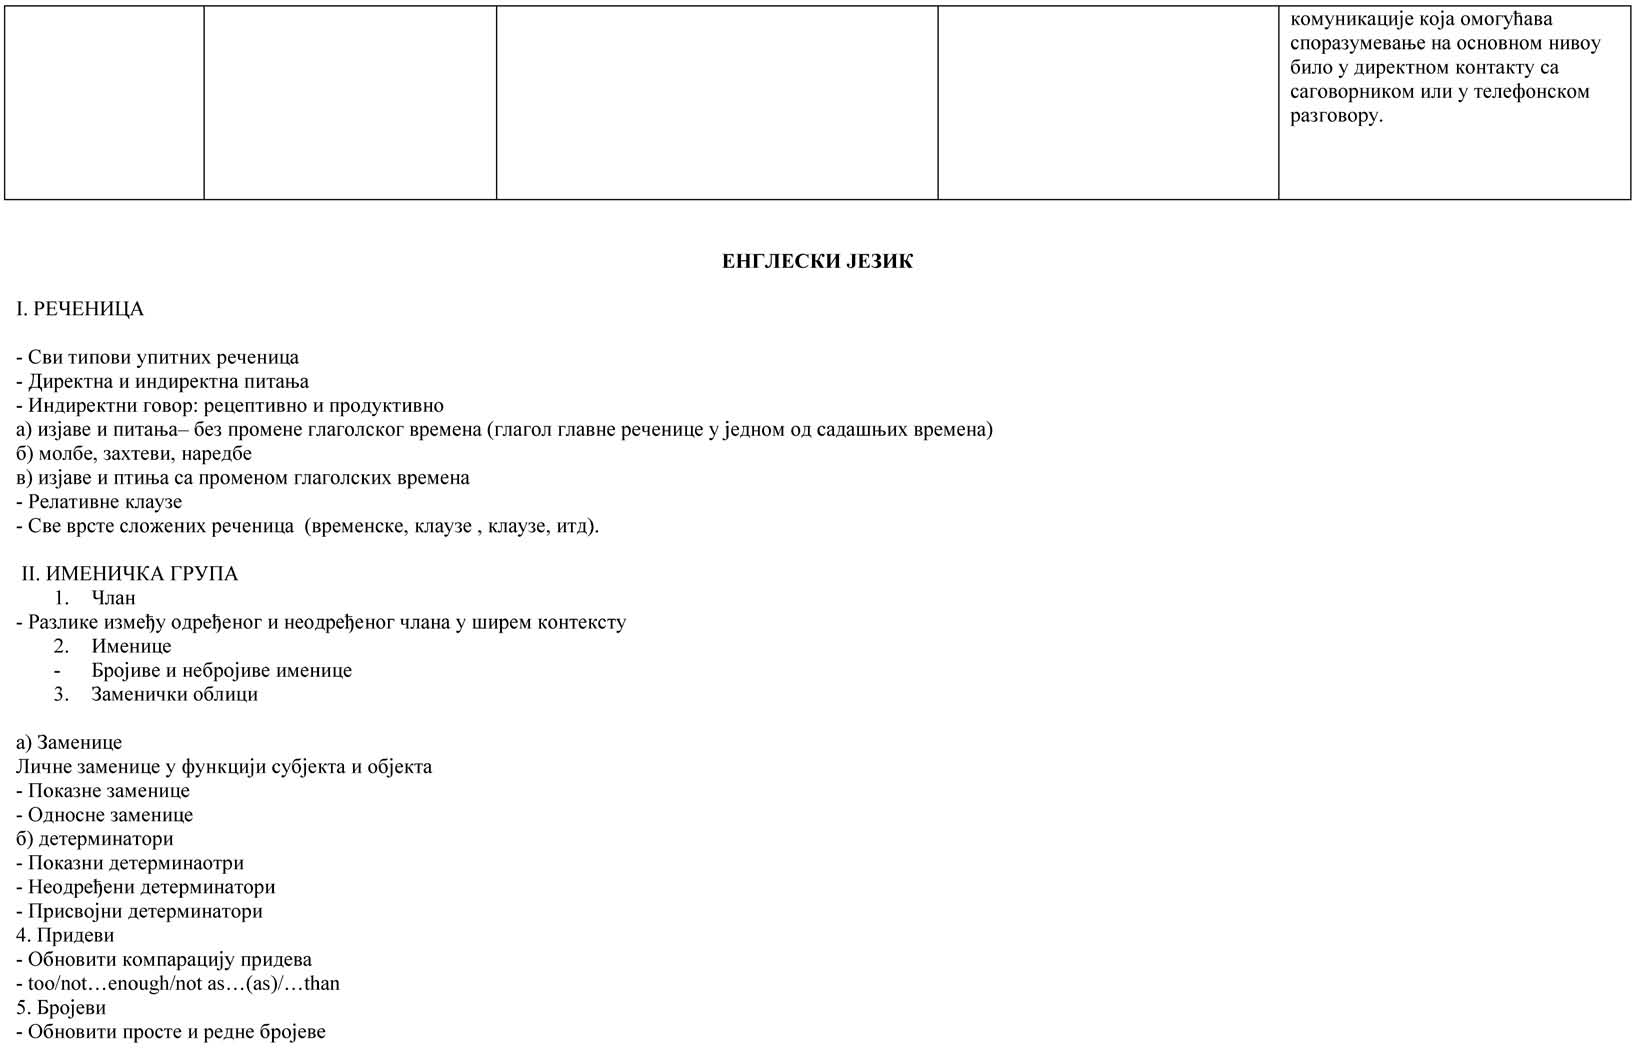 комуникације која омогућава
споразумевање на основном нивоу
било у директном контакту са
саговорником или у телефонском
разговору.
ЕНГЛЕСКИ ЈЕЗИК
I. РЕЧЕНИЦА
- Сви типови упитних реченица
- Директна и индиректна питања
- Индиректни говор: рецептивно и продуктивно
а) изјаве и питања– без промене глаголског времена (глагол главне реченице у једном од садашњих времена)
б) молбе, захтеви, наредбе
в) изјаве и птиња са променом глаголских времена
- Релативне клаузе
- Све врсте сложених реченица  (временске, клаузе , клаузе, итд).
II. ИМЕНИЧКА ГРУПА
1. Члан
- Разлике између одређеног и неодређеног члана у ширем контексту
2. Именице
- Бројиве и небројиве именице
3. Заменички облици
а) Заменице
Личне заменице у функцији субјекта и објекта
- Показне заменице
- Односне заменице
б) детерминатори
- Показни детерминаотри
- Неодређени детерминатори
- Присвојни детерминатори
4. Придеви
- Обновити компарацију придева
- too/not…enough/not as…(as)/…than
5. Бројеви
- Обновити просте и редне бројеве